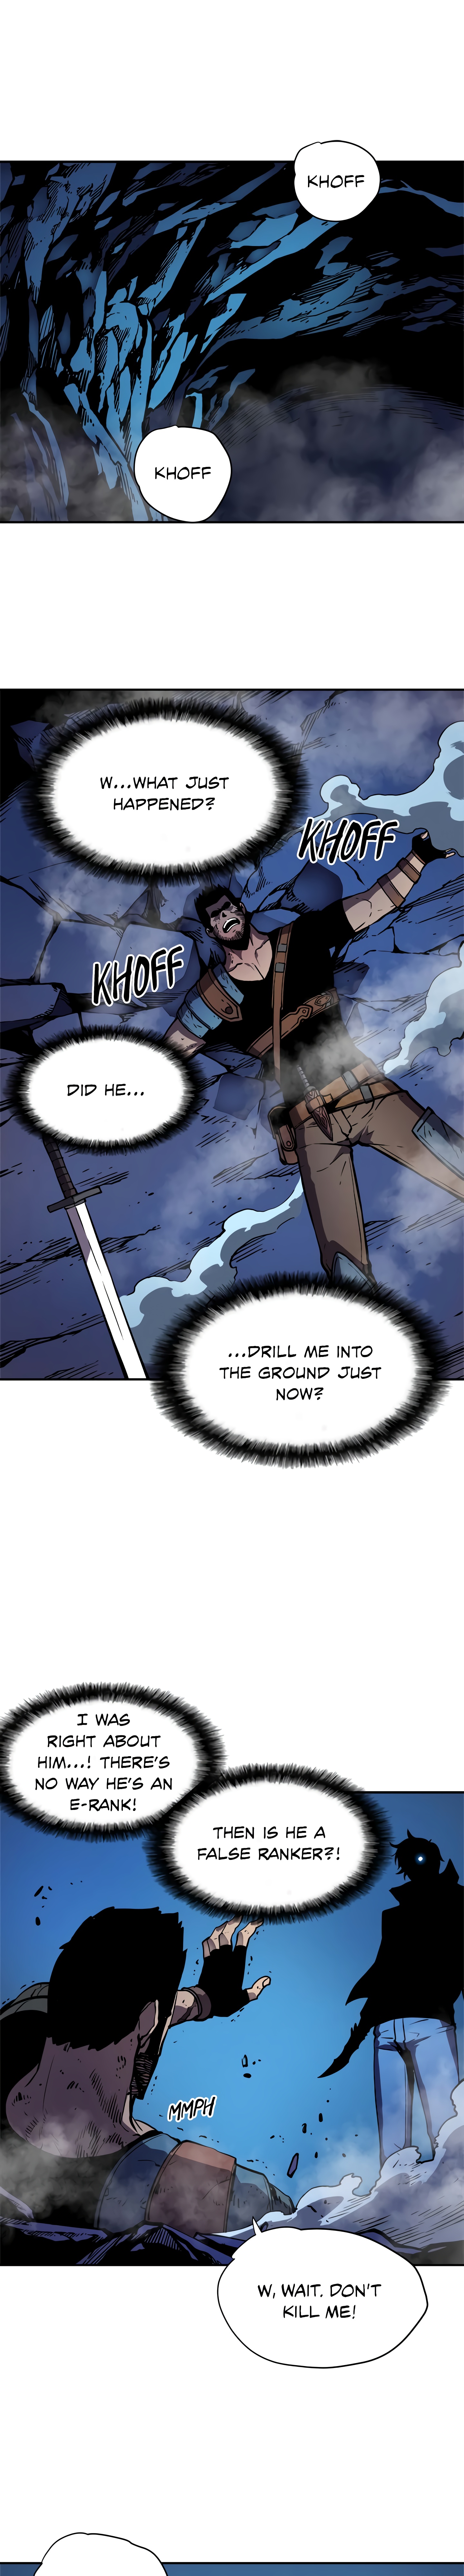 KHOFF
KHOFF
W...WHAT JUST
HAPPENED?
KHOFF
KHOFF
DID HE...
...DRILL ME INTO
THE GROUND JUST
NOW?
I WAS
RIGHT ABOUT
HIM...! THERE'S
NO WAY HE'S AN
E-RANK!
THEN IS HE A
FALSE RANKER?!
MMPH
W, WAIT. DON'T
KILL ME!